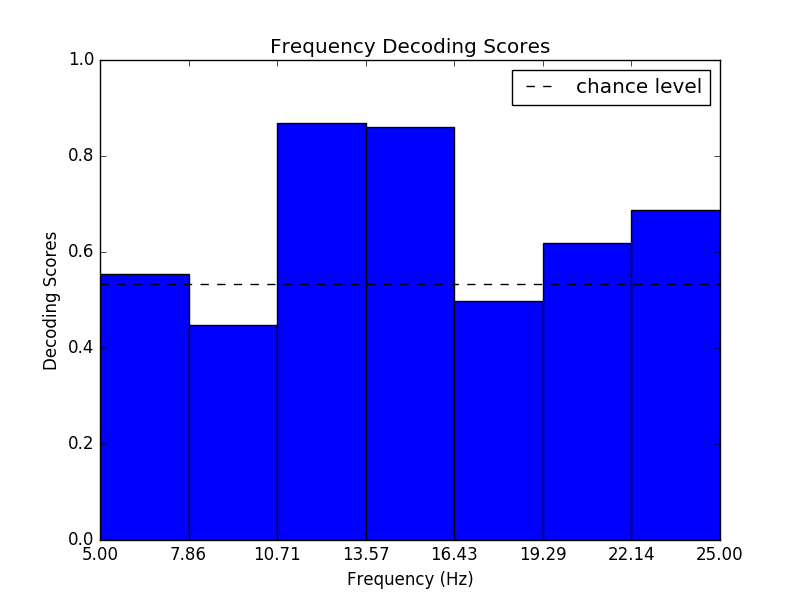 Frequency Decoding Scores
chance level
1.0
0.8
0.6
0.4
0.2
0.0
Decoding Scores
5.00 7.86 10.71 13.57 16.43 19.29 22.14 25.00
Frequency (Hz)